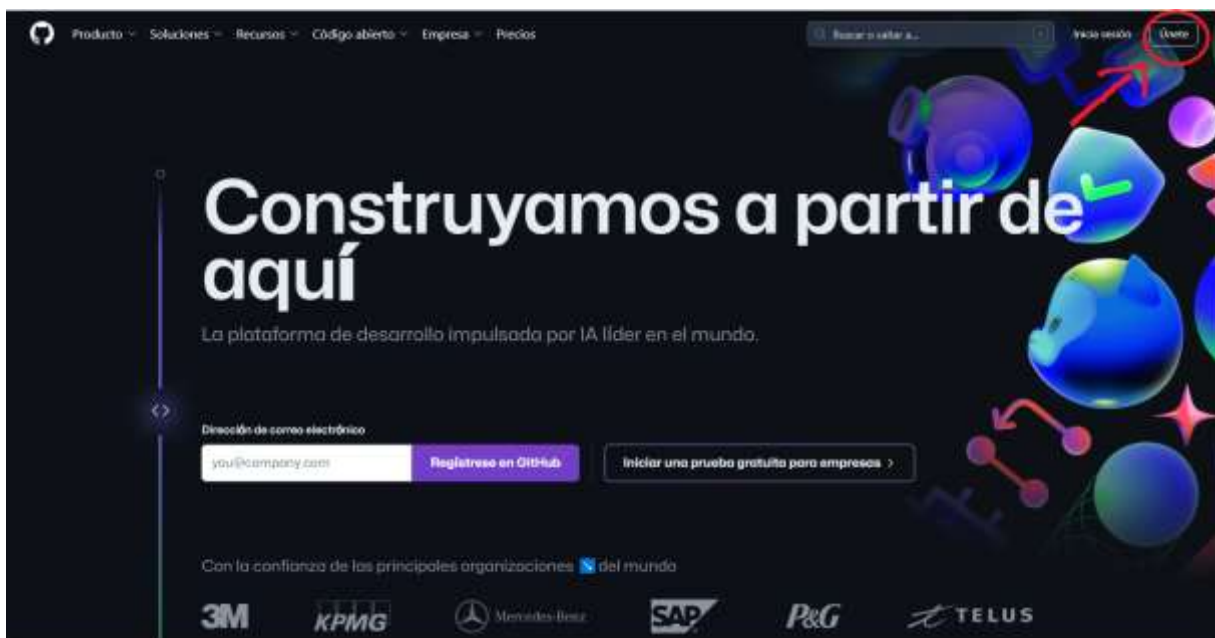 Producto Soluciones Recursos Código abierto Empresa Precios
Buscar o saltar a...
Inicia sesión
Únete
Construyamos a partir de
aquí
La plataforma de desarrollo impulsada por IA líder en el mundo.
Dirección de correo electrónico
you@company.com
Regístrese en GitHub
Iniciar una prueba gratuita para empresas >
Con la confianza de las principales organizaciones del mundo
3M KPMG Mercedes-Benz SAP P&G TELUS